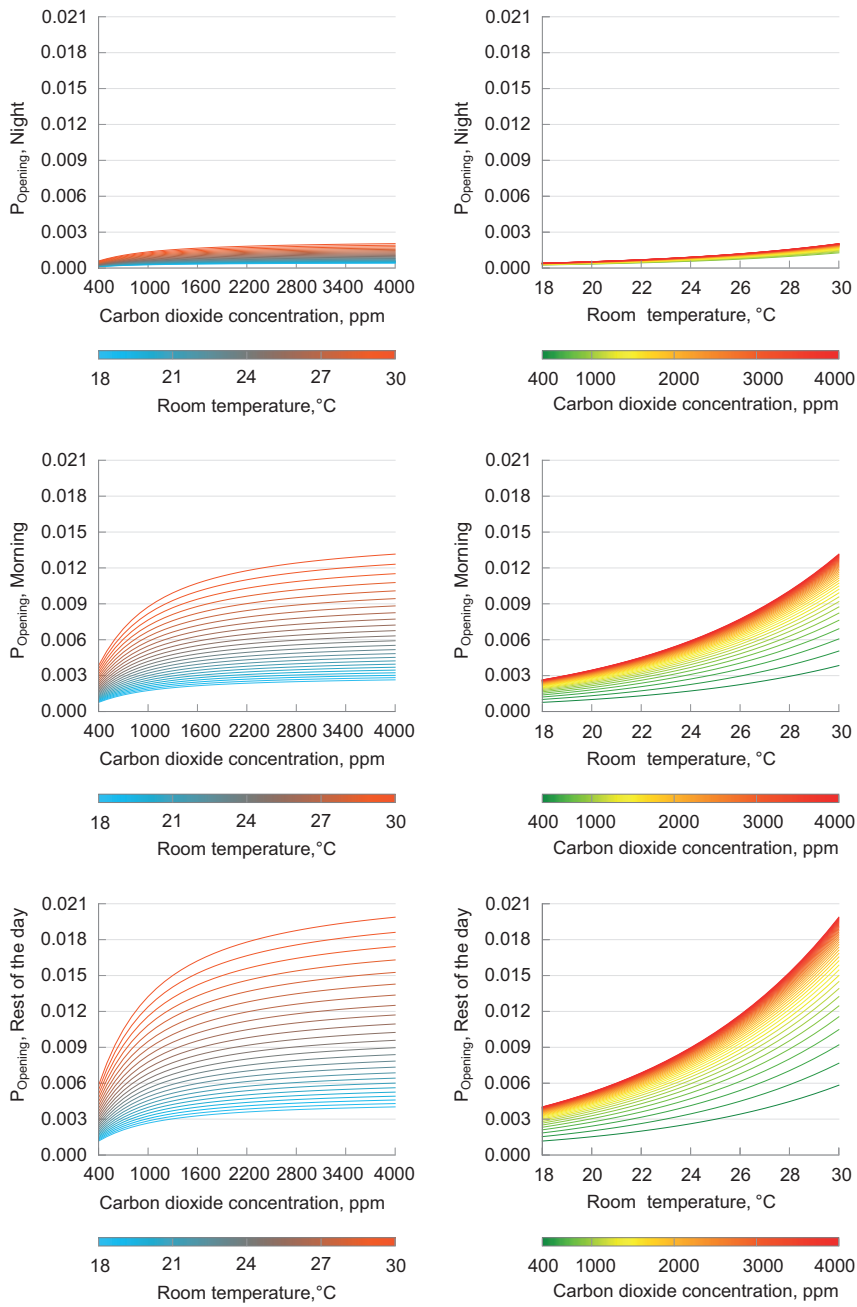 0.021
0.018
0.015
0.012
0.009
0.006
0.003
0.000
P_Opening, Night
400 1000 1600 2200 2800 3400 4000
Carbon dioxide concentration, ppm
18 21 24 27 30
Room temperature,°C
0.021
0.018
0.015
0.012
0.009
0.006
0.003
0.000
P_Opening, Night
18 20 22 24 26 28 30
Room temperature, °C
400 1000 2000 3000 4000
Carbon dioxide concentration, ppm
0.021
0.018
0.015
0.012
0.009
0.006
0.003
0.000
P_Opening, Morning
400 1000 1600 2200 2800 3400 4000
Carbon dioxide concentration, ppm
18 21 24 27 30
Room temperature,°C
0.021
0.018
0.015
0.012
0.009
0.006
0.003
0.000
P_Opening, Morning
18 20 22 24 26 28 30
Room temperature, °C
400 1000 2000 3000 4000
Carbon dioxide concentration, ppm
0.021
0.018
0.015
0.012
0.009
0.006
0.003
0.000
P_Opening, Rest of the day
400 1000 1600 2200 2800 3400 4000
Carbon dioxide concentration, ppm
18 21 24 27 30
Room temperature,°C
0.021
0.018
0.015
0.012
0.009
0.006
0.003
0.000
P_Opening, Rest of the day
18 20 22 24 26 28 30
Room temperature, °C
400 1000 2000 3000 4000
Carbon dioxide concentration, ppm